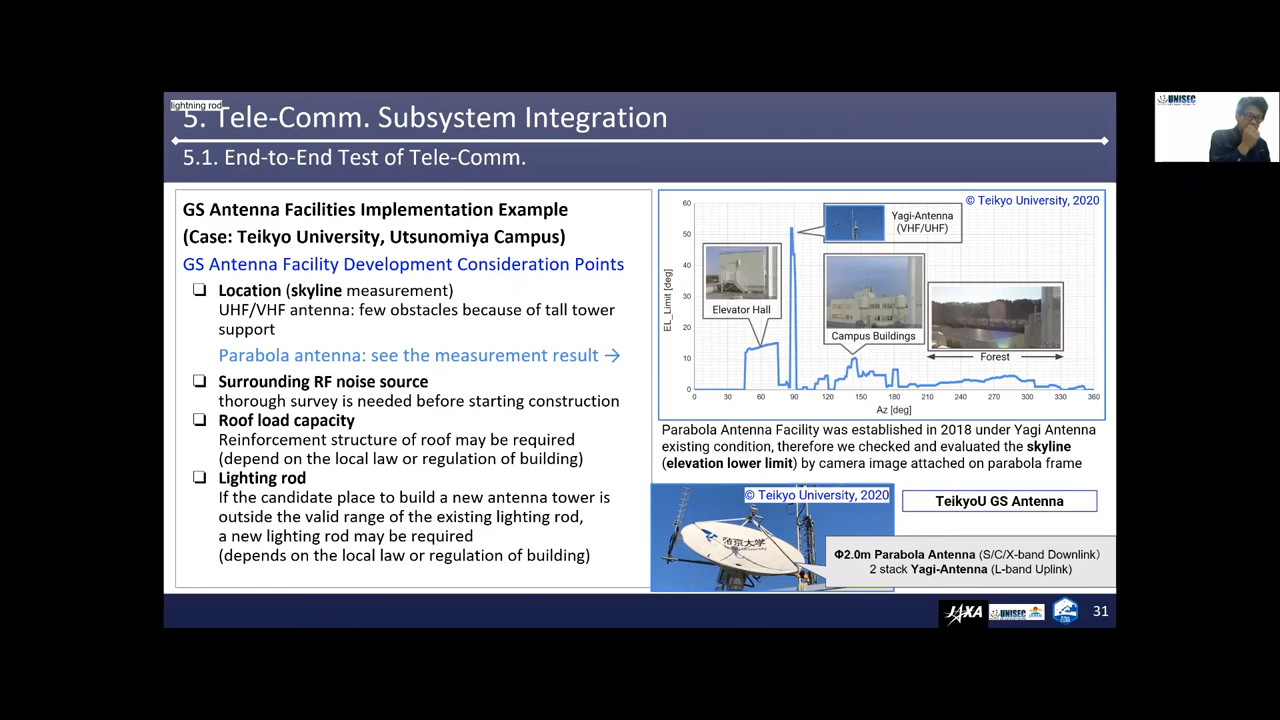 lightning rod
5. Tele-Comm. Subsystem Integration
5.1. End-to-End Test of Tele-Comm.
GS Antenna Facilities Implementation Example
(Case: Teikyo University, Utsunomiya Campus)
GS Antenna Facility Development Consideration Points
❑ Location (skyline measurement)
UHF/VHF antenna: few obstacles because of tall tower
support
Parabola antenna: see the measurement result →
❑ Surrounding RF noise source
thorough survey is needed before starting construction
❑ Roof load capacity
Reinforcement structure of roof may be required
(depend on the local law or regulation of building)
❑ Lighting rod
If the candidate place to build a new antenna tower is
outside the valid range of the existing lighting rod,
a new lighting rod may be required
(depends on the local law or regulation of building)
© Teikyo University, 2020
60
50
40
30
20
10
0
EL_Limit [deg]
Yagi-Antenna
(VHF/UHF)
Elevator Hall
Campus Buildings
Forest
0 30 60 90 120 150 180 210 240 270 300 330 360
Az [deg]
Parabola Antenna Facility was established in 2018 under Yagi Antenna
existing condition, therefore we checked and evaluated the skyline
(elevation lower limit) by camera image attached on parabola frame
© Teikyo University, 2020
帝京大学
TeikyoU GS Antenna
Φ2.0m Parabola Antenna (S/C/X-band Downlink)
2 stack Yagi-Antenna (L-band Uplink)
JAXA
UNISEC
31
UNISEC